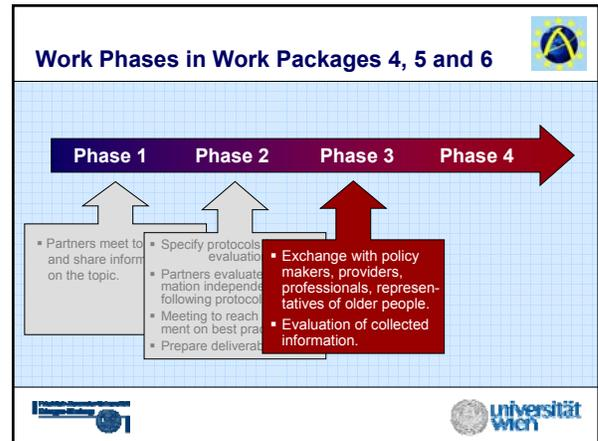 Work Phases in Work Packages 4, 5 and 6
Phase 1 Phase 2 Phase 3 Phase 4
▪ Partners meet to
and share inform
on the topic.
▪ Specify protocols
evaluatio
▪ Partners evaluate
mation independe
following protocol
▪ Meeting to reach
ment on best prac
▪ Prepare deliverab
▪ Exchange with policy
makers, providers,
professionals, represen-
tatives of older people.
▪ Evaluation of collected
information.
universität
wien